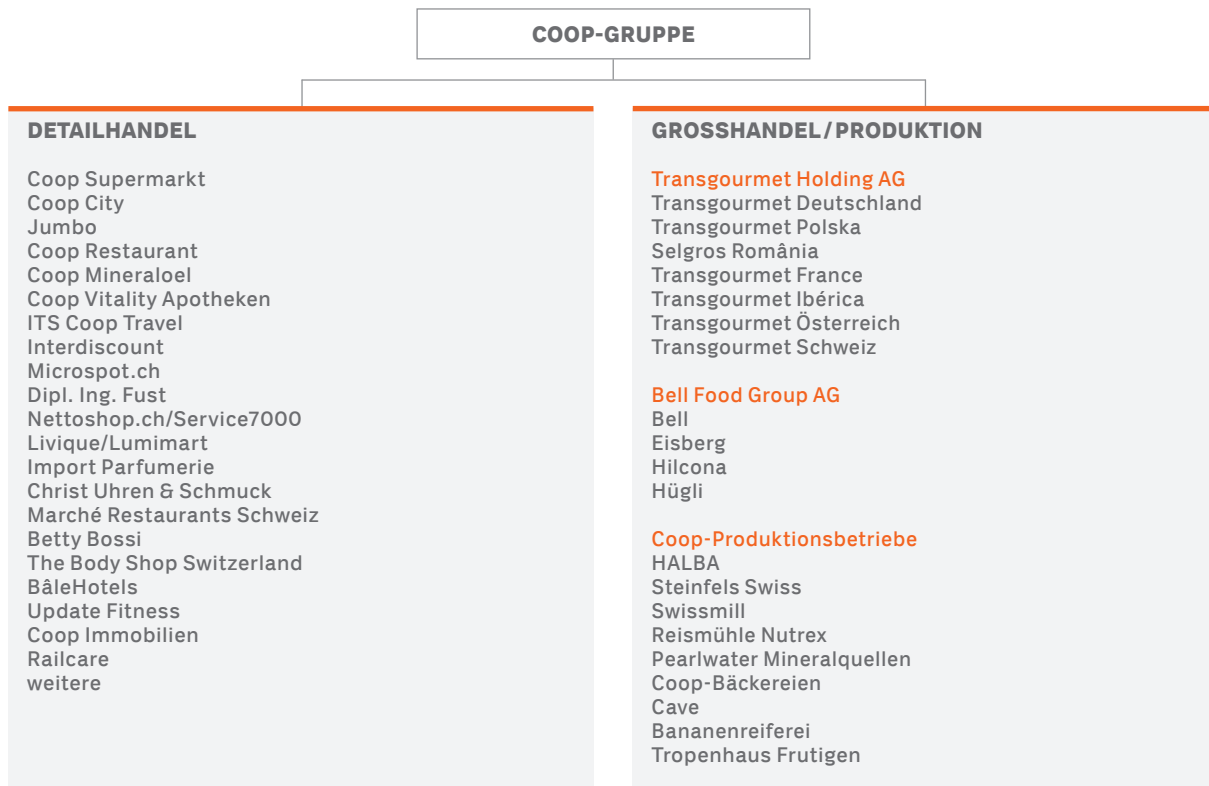 COOP-GRUPPE
DETAILHANDEL
Coop Supermarkt
Coop City
Jumbo
Coop Restaurant
Coop Mineraloel
Coop Vitality Apotheken
ITS Coop Travel
Interdiscount
Microspot.ch
Dipl. Ing. Fust
Nettoshop.ch/Service7000
Livique/Lumimart
Import Parfumerie
Christ Uhren & Schmuck
Marché Restaurants Schweiz
Betty Bossi
The Body Shop Switzerland
BâleHotels
Update Fitness
Coop Immobilien
Railcare
weitere
GROSSHANDEL/PRODUKTION
Transgourmet Holding AG
Transgourmet Deutschland
Transgourmet Polska
Selgros România
Transgourmet France
Transgourmet Ibérica
Transgourmet Österreich
Transgourmet Schweiz
Bell Food Group AG
Bell
Eisberg
Hilcona
Hügli
Coop-Produktionsbetriebe
HALBA
Steinfels Swiss
Swissmill
Reismühle Nutrex
Pearlwater Mineralquellen
Coop-Bäckereien
Cave
Bananenreiferei
Tropenhaus Frutigen